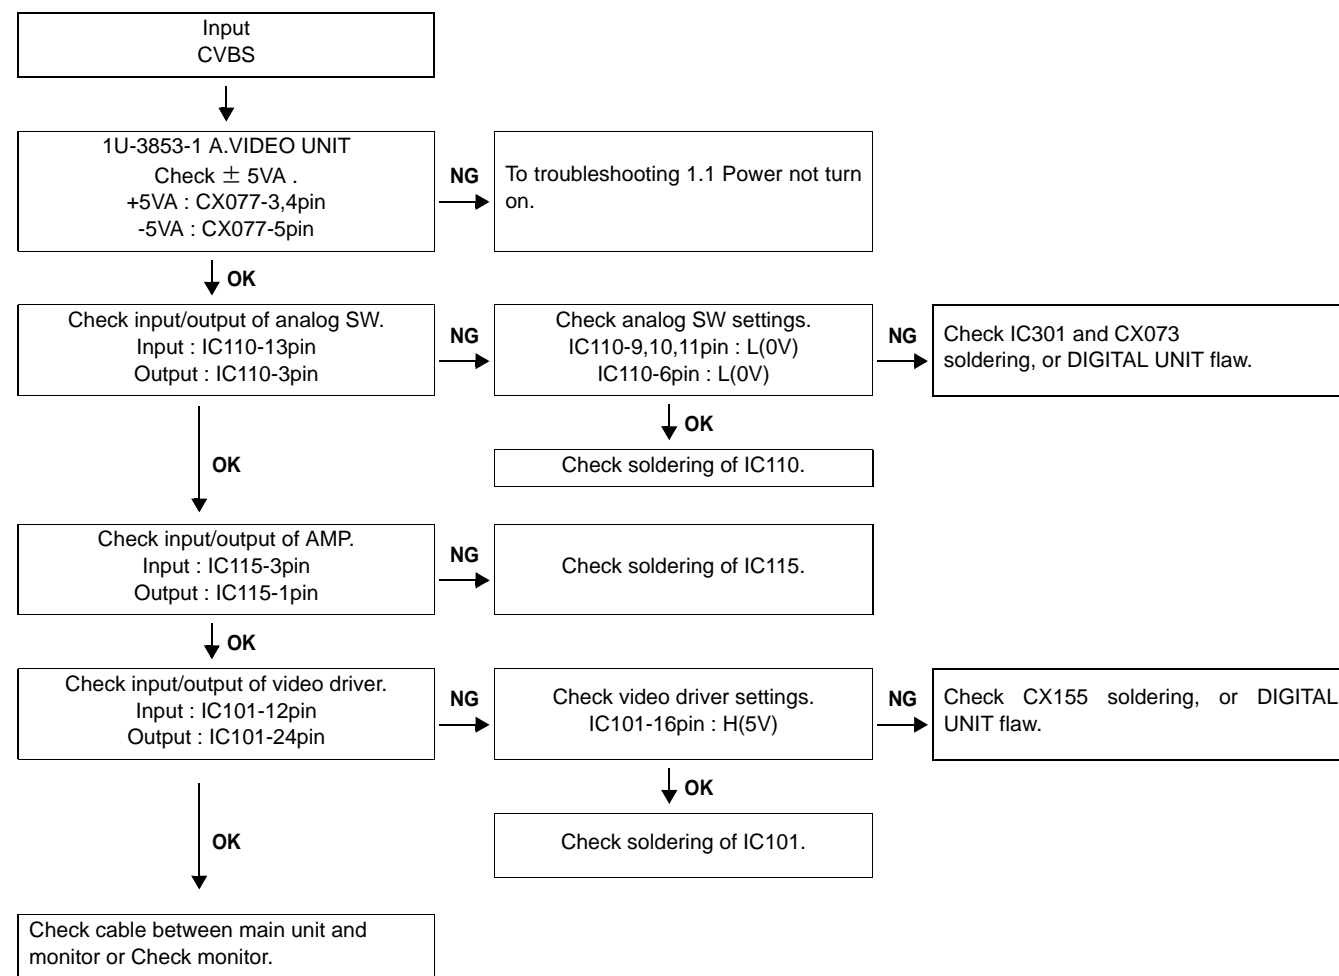 Input
CVBS
1U-3853-1 A.VIDEO UNIT
Check ± 5VA .
+5VA : CX077-3,4pin
-5VA : CX077-5pin
NG
To troubleshooting 1.1 Power not turn
on.
OK
Check input/output of analog SW.
Input : IC110-13pin
Output : IC110-3pin
NG
Check analog SW settings.
IC110-9,10,11pin : L(0V)
IC110-6pin : L(0V)
NG
Check IC301 and CX073
soldering, or DIGITAL UNIT flaw.
OK
Check soldering of IC110.
OK
Check input/output of AMP.
Input : IC115-3pin
Output : IC115-1pin
NG
Check soldering of IC115.
OK
Check input/output of video driver.
Input : IC101-12pin
Output : IC101-24pin
NG
Check video driver settings.
IC101-16pin : H(5V)
NG
Check CX155 soldering, or DIGITAL
UNIT flaw.
OK
Check soldering of IC101.
OK
Check cable between main unit and
monitor or Check monitor.